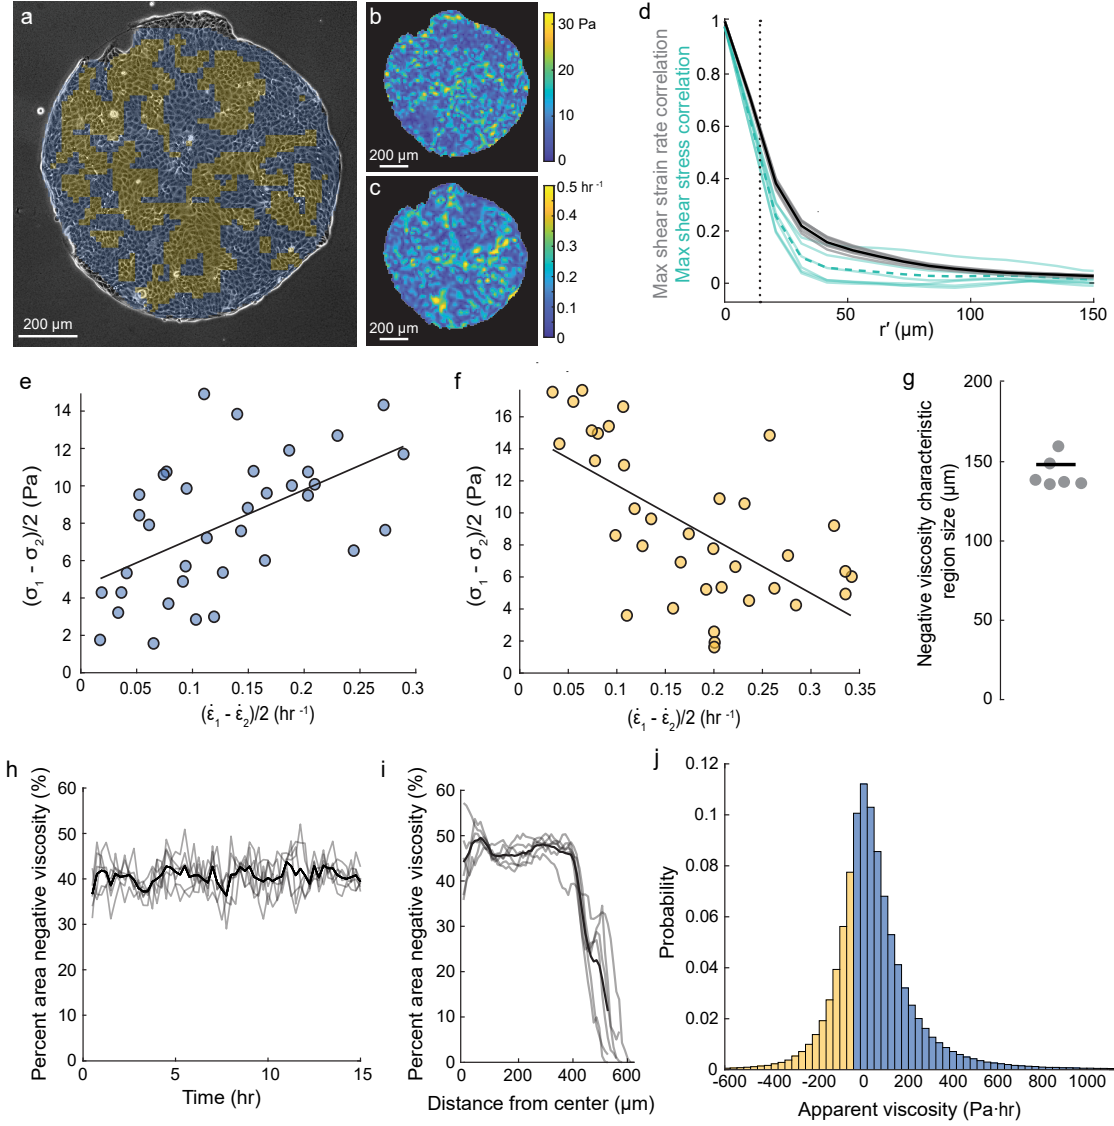 a
200 µm
b
30 Pa
20
10
0
200 µm
c
0.5 hr⁻¹
0.4
0.3
0.2
0.1
0
200 µm
d
Max shear strain rate correlation
Max shear stress correlation
1
0.8
0.6
0.4
0.2
0
0
50
100
150
r′ (µm)
e
(σ₁ - σ₂)/2 (Pa)
14
12
10
8
6
4
2
0
0
0.05
0.1
0.15
0.2
0.25
0.3
(ε̇₁ - ε̇₂)/2 (hr⁻¹)
f
(σ₁ - σ₂)/2 (Pa)
16
12
8
4
0
0
0.05
0.1
0.15
0.2
0.25
0.35
(ε̇₁ - ε̇₂)/2 (hr⁻¹)
g
Negative viscosity characteristic
region size (µm)
200
150
100
50
0
h
Percent area negative viscosity (%)
60
50
40
30
20
10
0
0
5
10
15
Time (hr)
i
Percent area negative viscosity (%)
60
50
40
30
20
10
0
0
200
400
600
Distance from center (µm)
j
Probability
0.12
0.1
0.08
0.06
0.04
0.02
0
-600
-400
-200
0
200
400
600
800
1000
Apparent viscosity (Pa·hr)